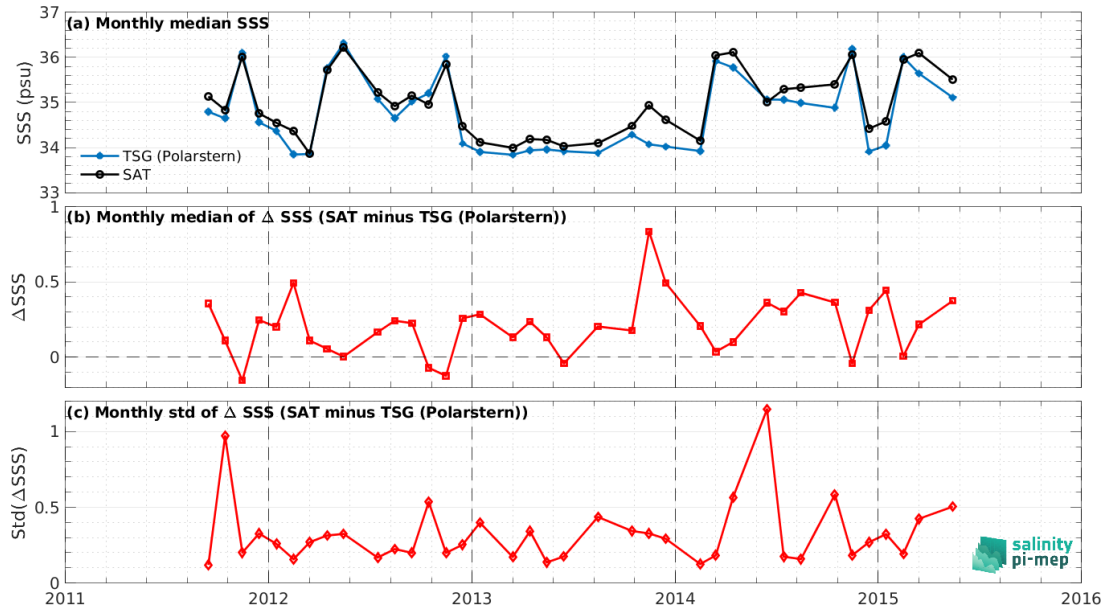 37
(a) Monthly median SSS
36
35
34
33
SSS (psu)
TSG (Polarstern)
SAT
1
(b) Monthly median of Δ SSS (SAT minus TSG (Polarstern))
0.5
0
ΔSSS
(c) Monthly std of Δ SSS (SAT minus TSG (Polarstern))
1
0.5
0
Std(ΔSSS)
salinity
pi-mep
2011 2012 2013 2014 2015 2016